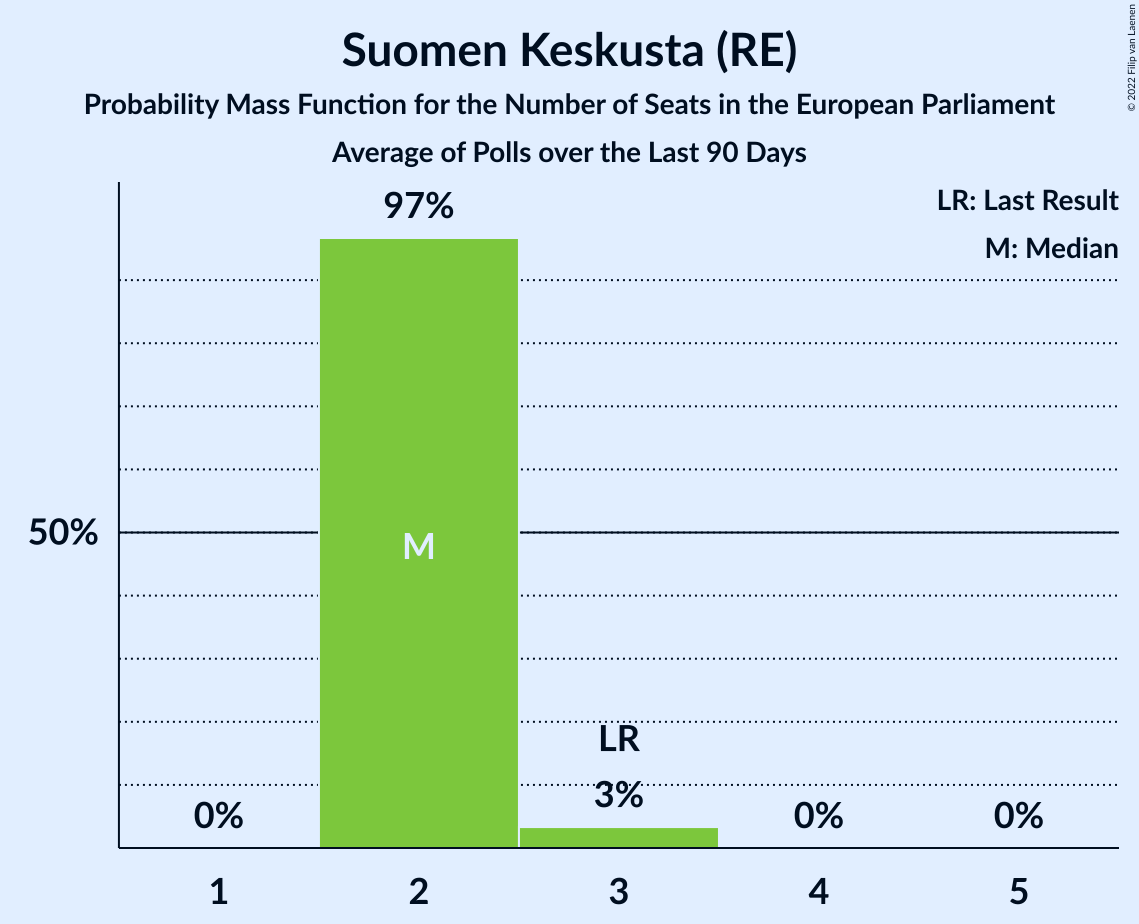 Suomen Keskusta (RE)
Probability Mass Function for the Number of Seats in the European Parliament
Average of Polls over the Last 90 Days
© 2022 Filip van Laenen
LR: Last Result
M: Median
97%
50%
M
LR
0%
3%
0%
0%
1
2
3
4
5